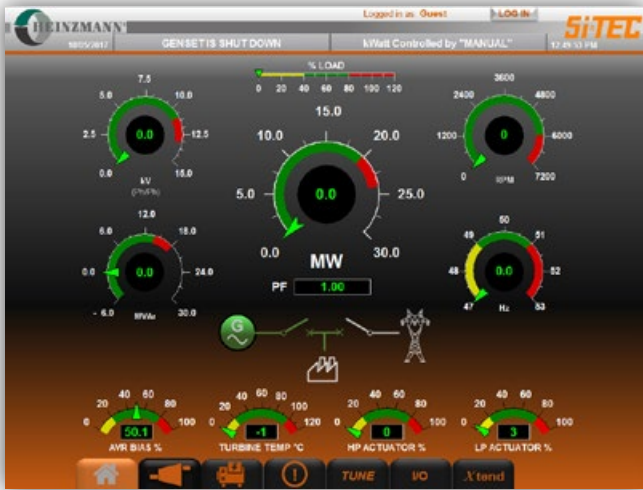 HEINZMANN
Logged in as: Guest
LOG IN
SiTEC
10/05/2017
GENSET IS SHUT DOWN
kWatt Controlled by "MANUAL"
12:49:53 PM
% LOAD
0 20 40 60 80 100 120
0.0 2.5 5.0 7.5 10.0 12.5 15.0
0.0
kV
(Ph/Ph)
0.0 5.0 10.0 15.0 20.0 25.0 30.0
0.0
MW
PF 1.00
0 1200 2400 3600 4800 6000 7200
0
RPM
-6.0 0.0 6.0 12.0 18.0 24.0 30.0
0.0
MVAr
47 48 49 50 51 52 53
0.0
Hz
G
0 20 40 60 80 100
50.1
AVR BIAS %
0 20 40 60 80 100 120
-1
TURBINE TEMP °C
0 20 40 60 80 100
0
HP ACTUATOR %
0 20 40 60 80 100
3
LP ACTUATOR %
TUNE
I/O
Xtend